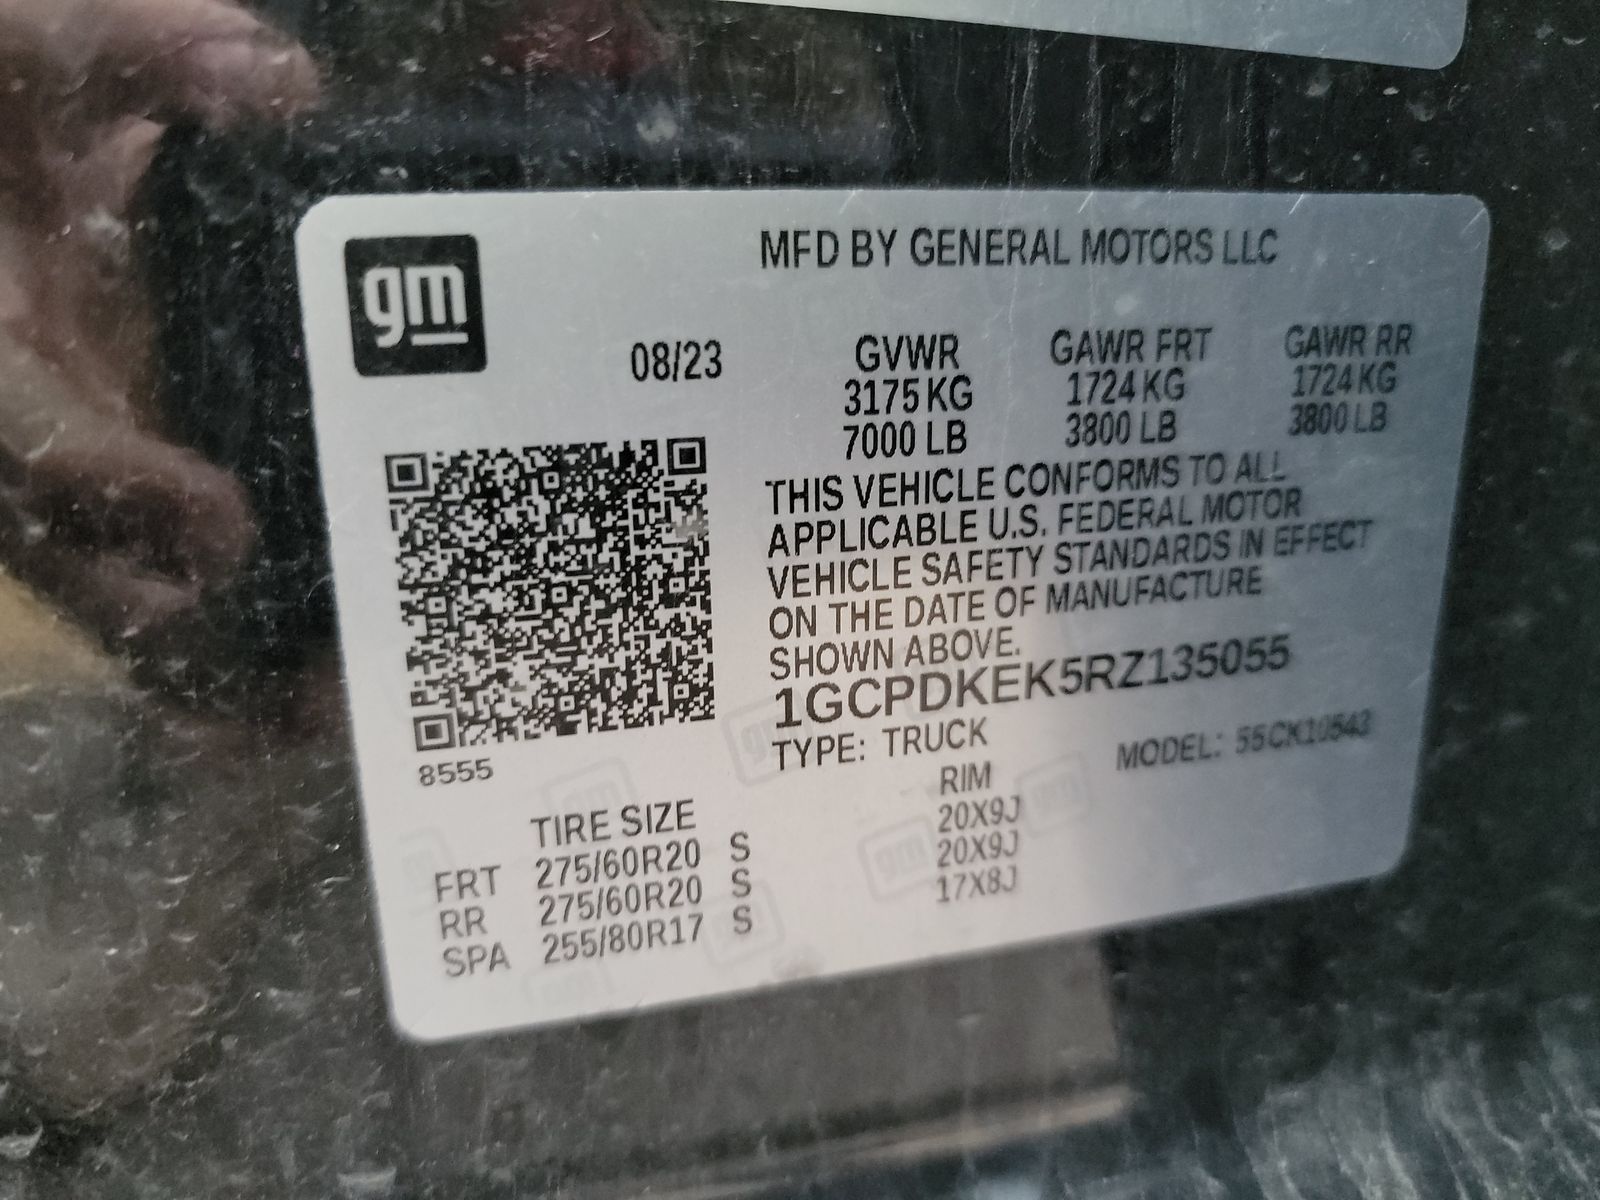 gm
MFD BY GENERAL MOTORS LLC
08/23
GVWR GAWR FRT GAWR RR
3175 KG 1724 KG 1724 KG
7000 LB 3800 LB 3800 LB
THIS VEHICLE CONFORMS TO ALL
APPLICABLE U.S. FEDERAL MOTOR
VEHICLE SAFETY STANDARDS IN EFFECT
ON THE DATE OF MANUFACTURE
SHOWN ABOVE.
1GCPDKEK5RZ135055
TYPE: TRUCK MODEL: 55CK10543
8555
TIRE SIZE RIM
FRT 275/60R20 S 20X9J
RR 275/60R20 S 20X9J
SPA 255/80R17 S 17X8J